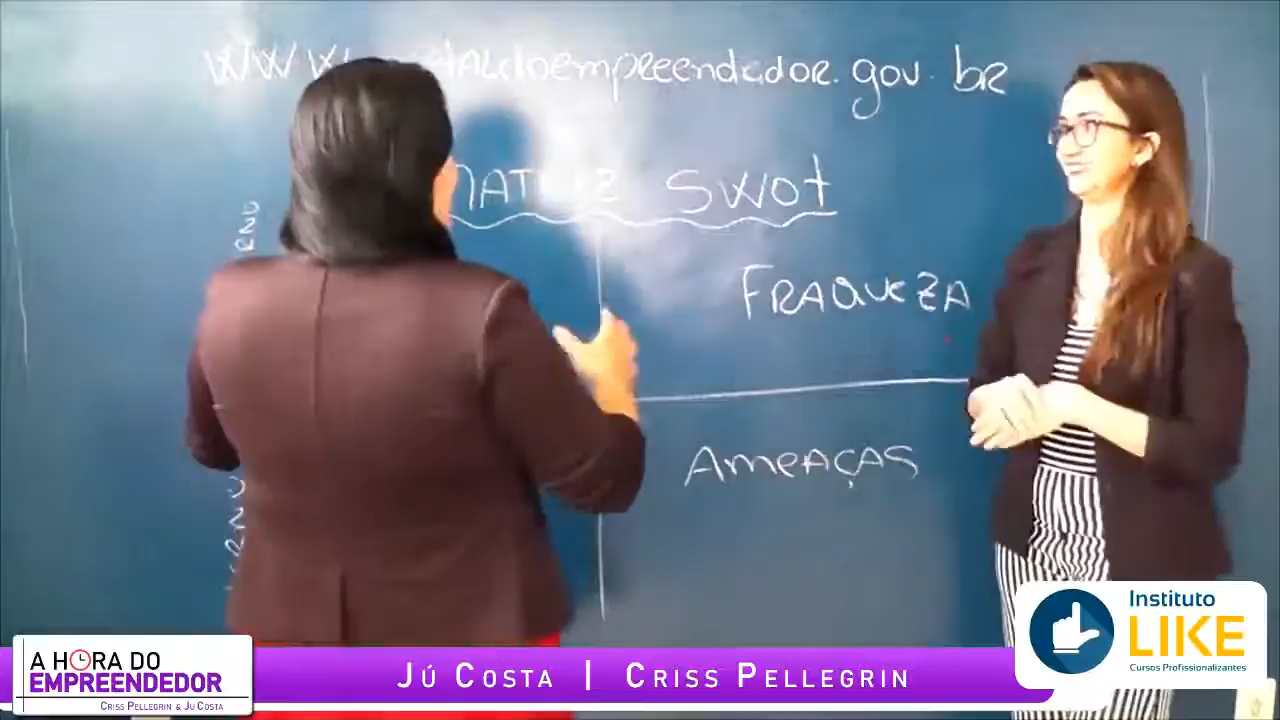 doempreendedor.gov.br
SWOT
FRAQUEZA
AMEAÇAS
A HORA DO
EMPREENDEDOR
CRISS PELLEGRIN & JU COSTA
JÚ COSTA | CRISS PELLEGRIN
Instituto
LIKE
Cursos Profissionalizantes